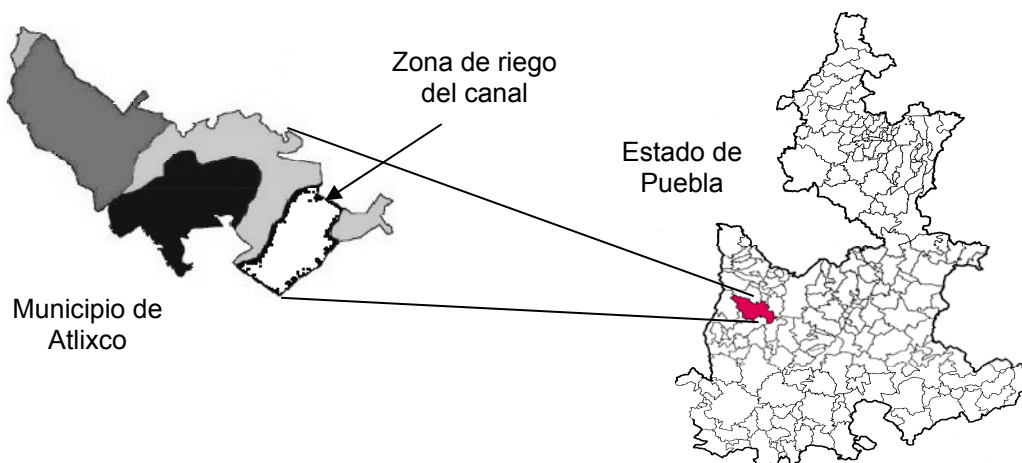 Zona de riego
del canal
Estado de
Puebla
Municipio de
Atlixco